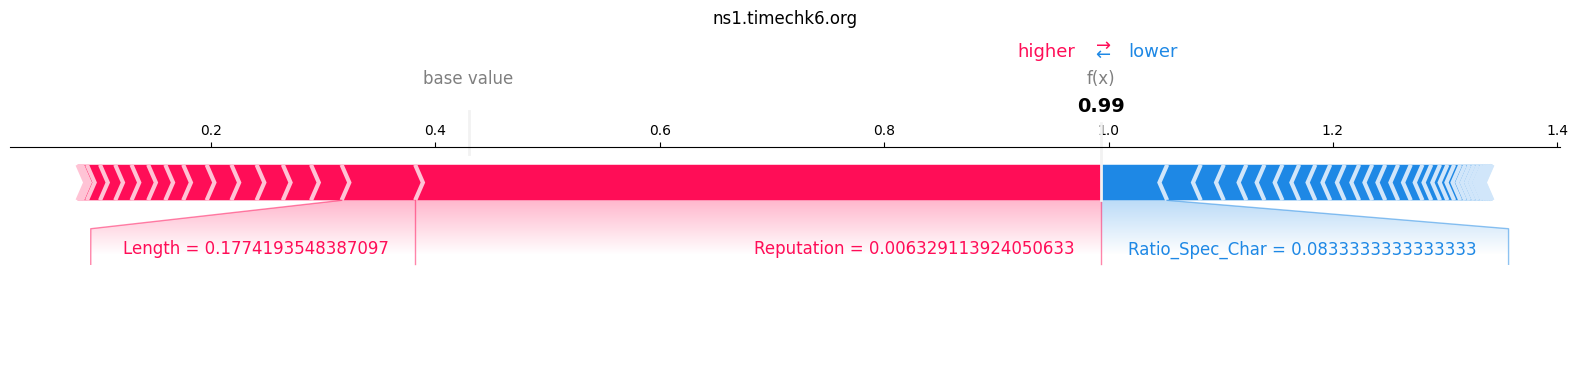 ns1.timechk6.org
higher → lower
←
base value
f(x)
0.99
0.2 0.4 0.6 0.8 1.0 1.2 1.4
Length = 0.1774193548387097 Reputation = 0.006329113924050633 Ratio_Spec_Char = 0.0833333333333333